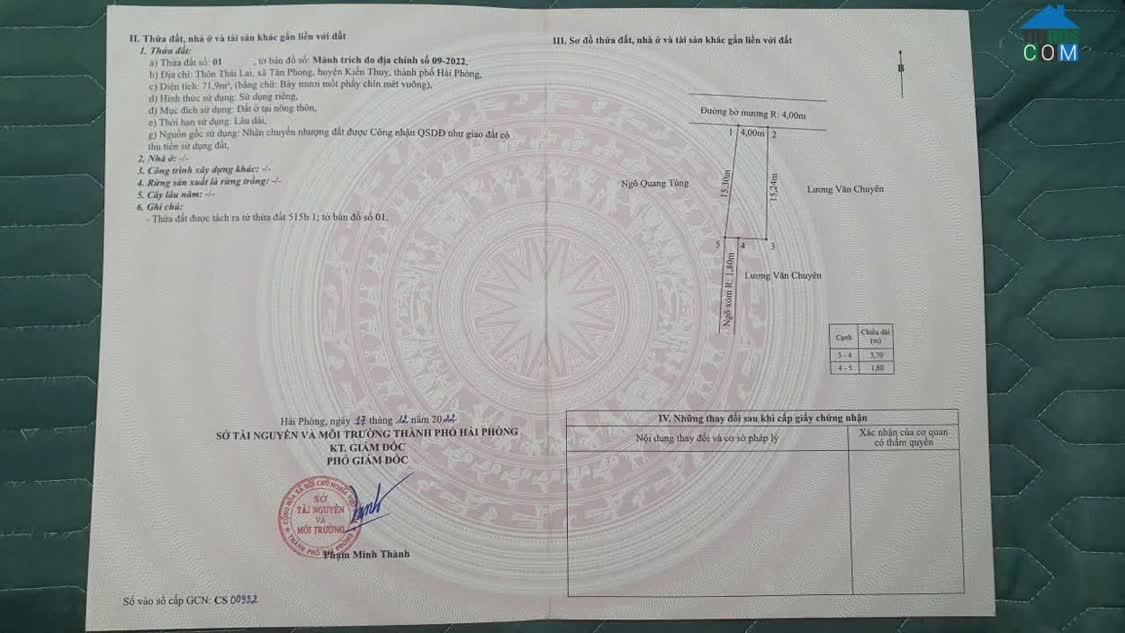 II. Thửa đất, nhà ở và tài sản khác gắn liền với đất
1. Thửa đất:
a) Thửa đất số: 01 , tờ bản đồ số: Mảnh trích đo địa chính số 09-2022,
b) Địa chỉ: Thôn Thái Lai, xã Tân Phong, huyện Kiến Thụy, thành phố Hải Phòng,
c) Diện tích: 71,9m², (bằng chữ: Bảy mươi mốt phẩy chín mét vuông),
d) Hình thức sử dụng: Sử dụng riêng,
đ) Mục đích sử dụng: Đất ở tại nông thôn,
e) Thời hạn sử dụng: Lâu dài,
g) Nguồn gốc sử dụng: Nhận chuyển nhượng đất được Công nhận QSDĐ như giao đất có
thu tiền sử dụng đất,
2. Nhà ở: -/-
3. Công trình xây dựng khác: -/-
4. Rừng sản xuất là rừng trồng: -/-
5. Cây lâu năm: -/-
6. Ghi chú:
- Thửa đất được tách ra từ thửa đất 515b 1; tờ bản đồ số 01.
Hải Phòng, ngày 17 tháng 12 năm 2022
SỞ TÀI NGUYÊN VÀ MÔI TRƯỜNG THÀNH PHỐ HẢI PHÒNG
KT. GIÁM ĐỐC
PHÓ GIÁM ĐỐC
SỞ
TÀI NGUYÊN
VÀ
MÔI TRƯỜNG
Phạm Minh Thành
Số vào sổ cấp GCN: CS 00952
III. Sơ đồ thửa đất, nhà ở và tài sản khác gắn liền với đất
B
Đường bờ mương R: 4,00m
1 4,00m 2
15,30m
15,24m
Ngô Quang Tùng
Lương Văn Chuyên
5 4 3
Ngõ xóm R: 1,80m
Lương Văn Chuyên
Cạnh Chiều dài
(m)
3 - 4 3,70
4 - 5 1,80
IV. Những thay đổi sau khi cấp giấy chứng nhận
Nội dung thay đổi và cơ sở pháp lý
Xác nhận của cơ quan
có thẩm quyền
COM